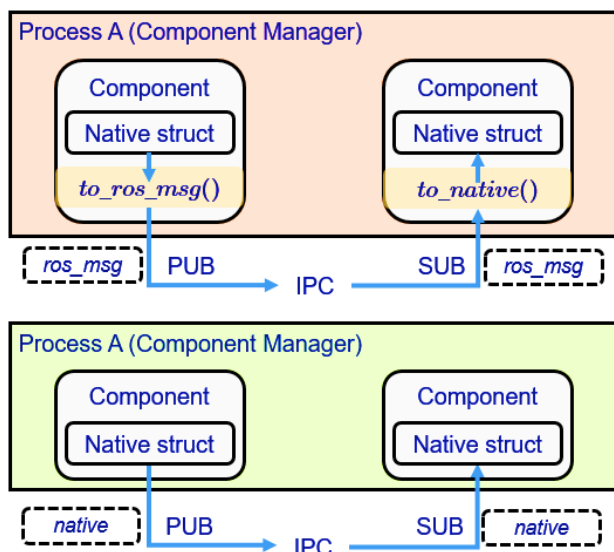 Process A (Component Manager)
Component Component
Native struct Native struct
to_ros_msg() to_native()
ros_msg PUB IPC SUB ros_msg
Process A (Component Manager)
Component Component
Native struct Native struct
native PUB IPC SUB native